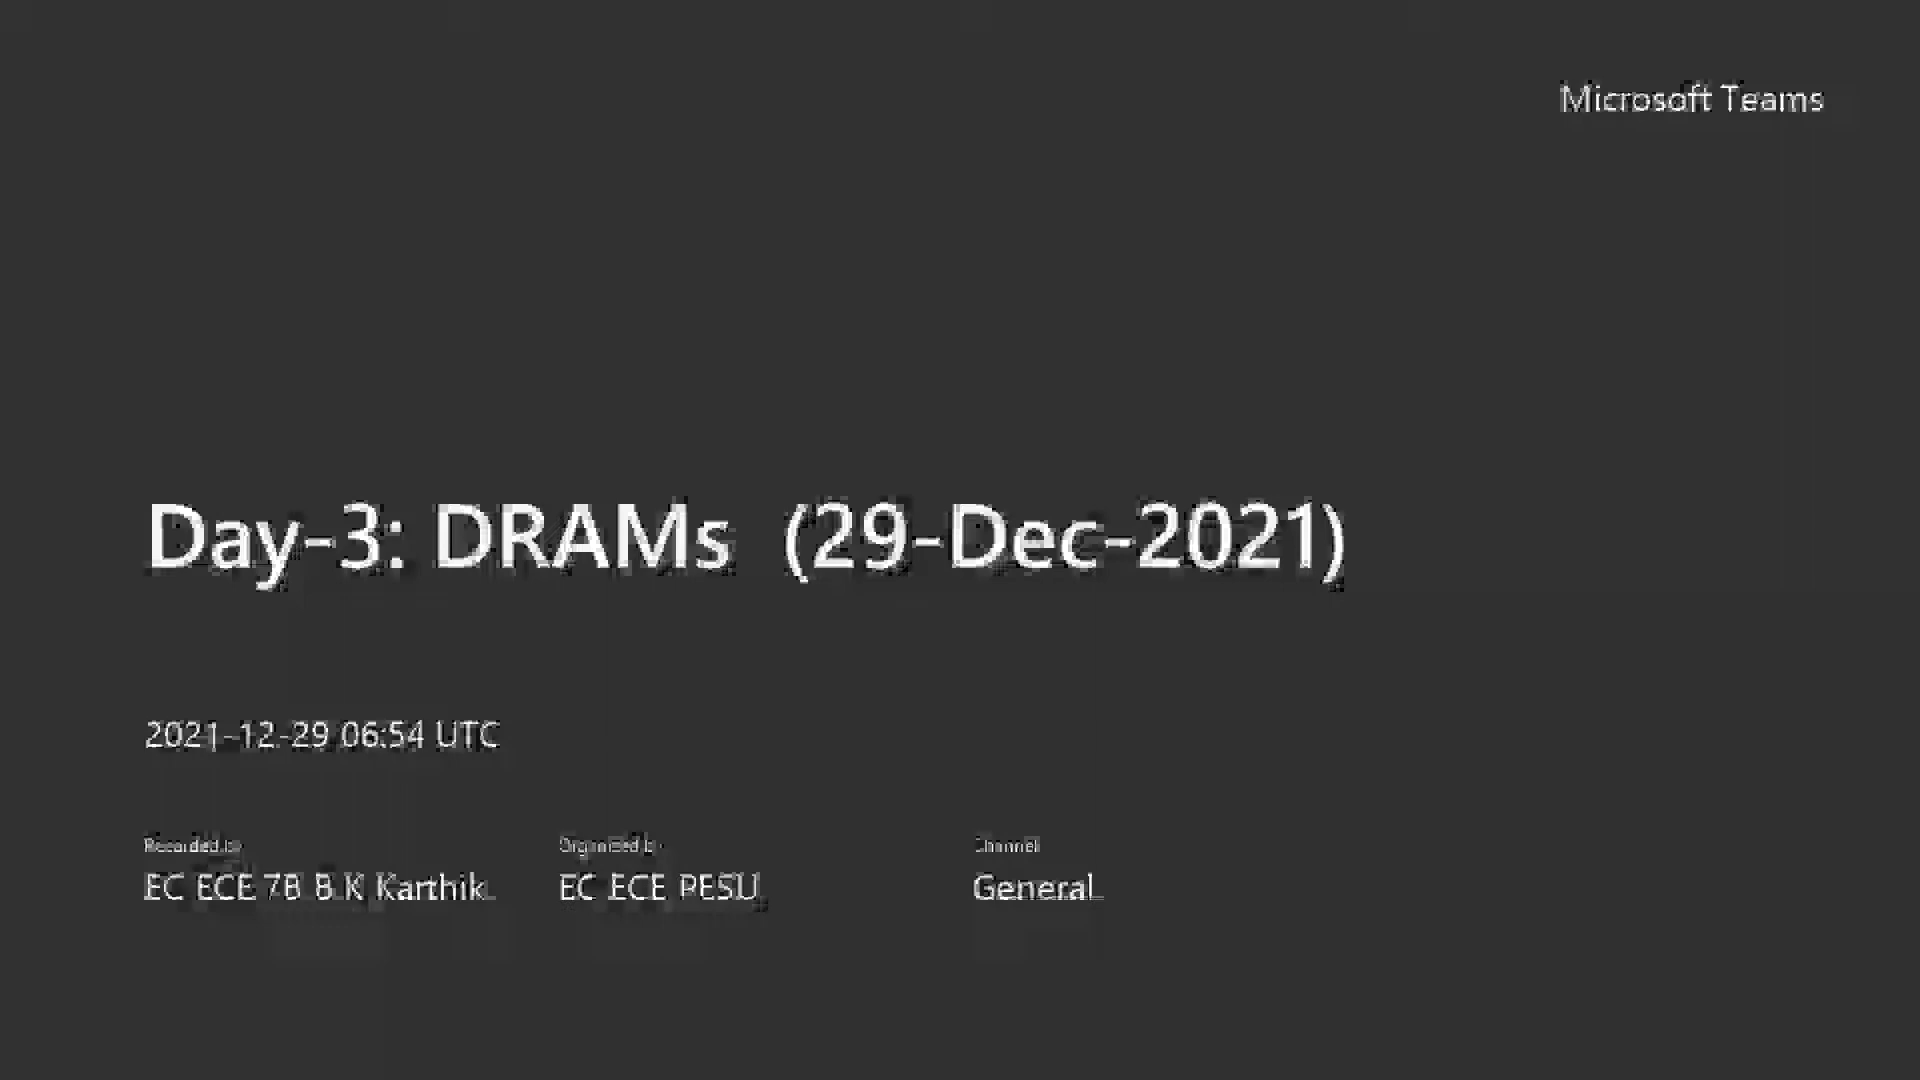 Microsoft Teams
Day-3: DRAMs (29-Dec-2021)
2021-12-29 06:54 UTC
Recorded by
Organized by
Channel
EC ECE 7B B K Karthik
EC ECE PESU
General